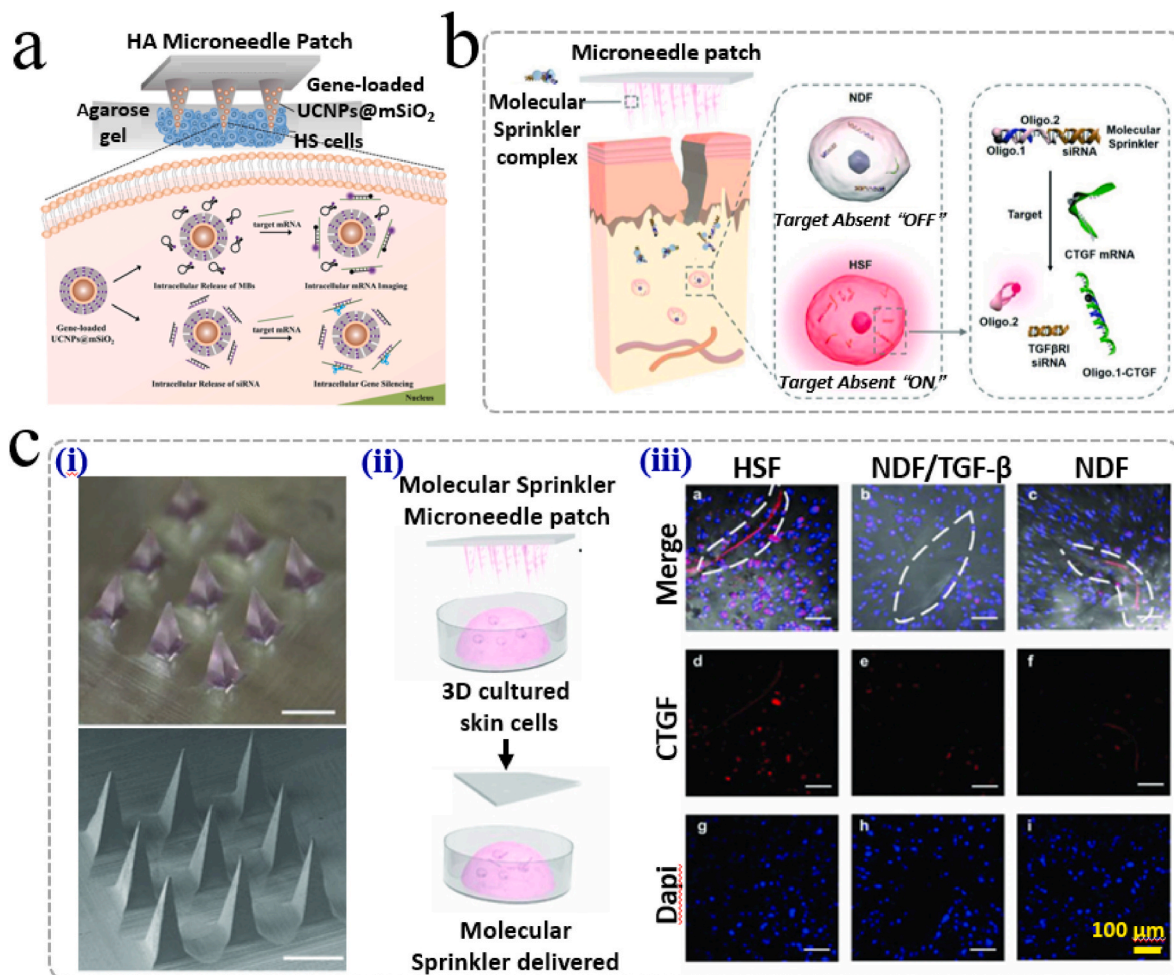 a
HA Microneedle Patch
Gene-loaded
UCNPs@mSiO₂
Agarose
gel
HS cells
target mRNA
Intracellular Release of MBs
Intracellular mRNA Imaging
Gene-loaded
UCNPs@mSiO₂
target mRNA
Intracellular Release of siRNA
Intracellular Gene Silencing
Nucleus
b
Microneedle patch
Molecular
Sprinkler
complex
NDF
Target Absent “OFF”
HSF
Target Absent “ON”
Oligo.2
Oligo.1
siRNA
Molecular
Sprinkler
Target
CTGF mRNA
Oligo.2
TGFβRI
siRNA
Oligo.1-CTGF
c
(i)
(ii)
Molecular Sprinkler
Microneedle patch
3D cultured
skin cells
Molecular
Sprinkler delivered
(iii)
HSF
NDF/TGF-β
NDF
Merge
a
b
c
CTGF
d
e
f
Dapi
g
h
i
100 μm